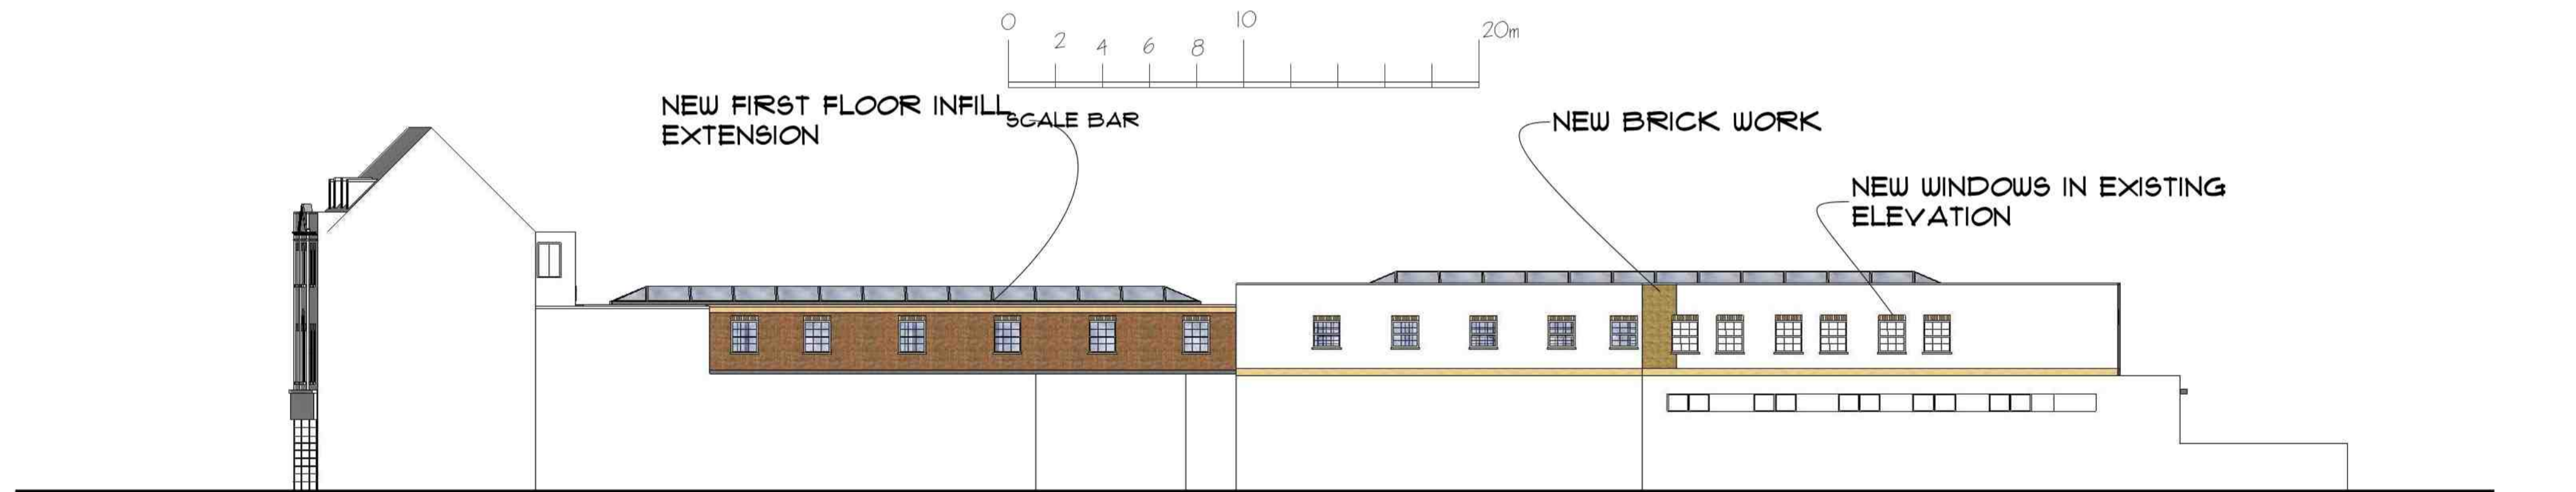 0 2 4 6 8 10 20m
SCALE BAR
NEW FIRST FLOOR INFILL
EXTENSION
NEW BRICK WORK
NEW WINDOWS IN EXISTING
ELEVATION